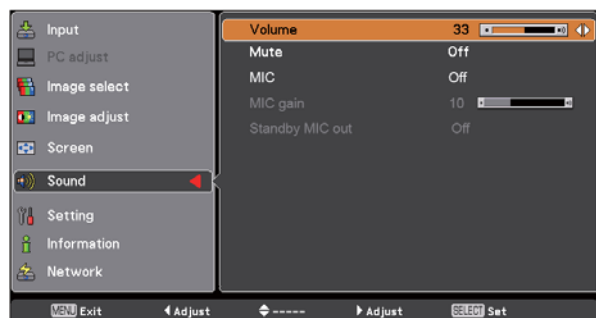 Input
PC adjust
Image select
Image adjust
Screen
Sound
Setting
Information
Network
Volume 33
Mute Off
MIC Off
MIC gain 10
Standby MIC out Off
MENU Exit Adjust ----- Adjust SELECT Set